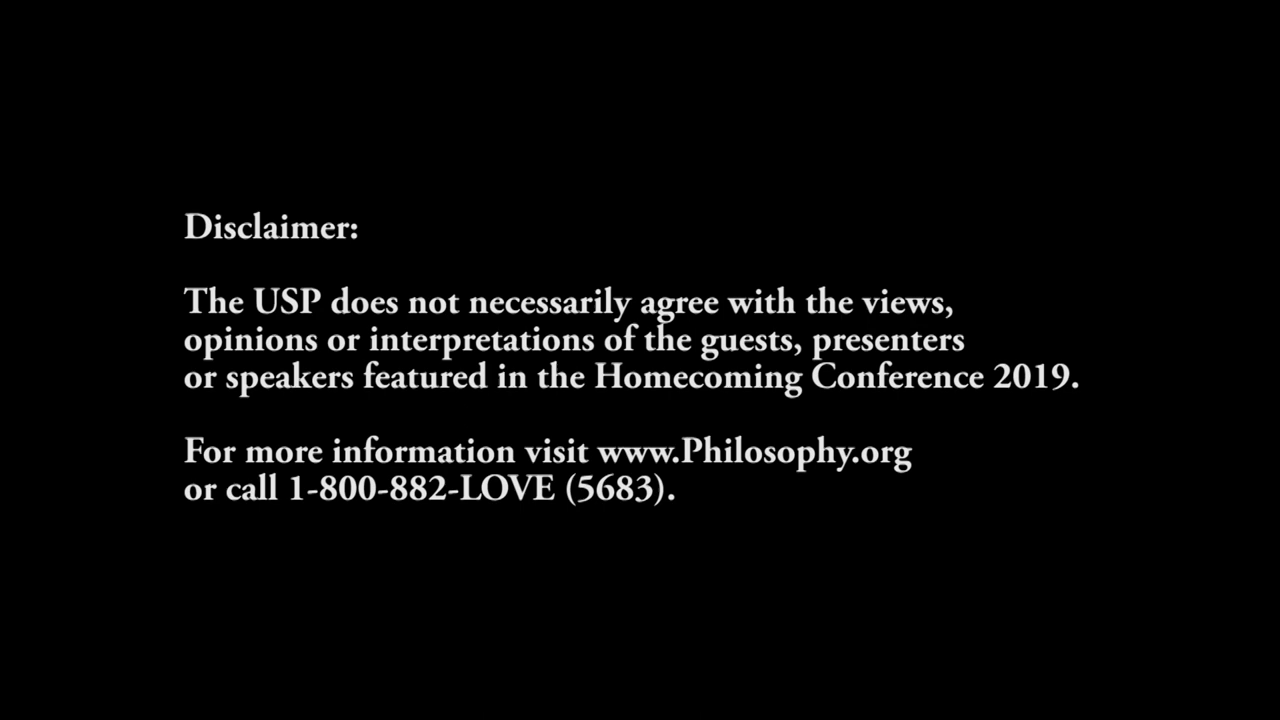 Disclaimer:
The USP does not necessarily agree with the views,
opinions or interpretations of the guests, presenters
or speakers featured in the Homecoming Conference 2019.
For more information visit www.Philosophy.org
or call 1-800-882-LOVE (5683).